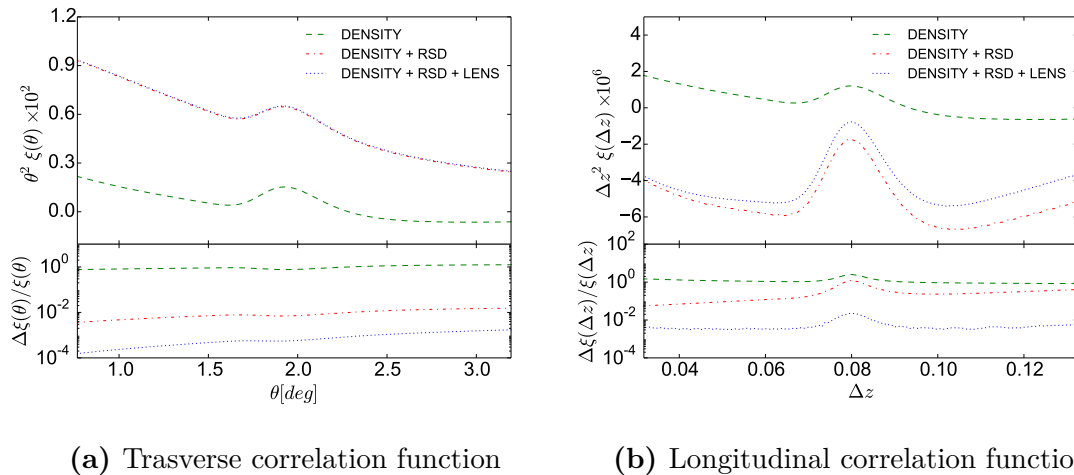 1.2
0.9
0.6
0.3
0.0
θ² ξ(θ) ×10²
DENSITY
DENSITY + RSD
DENSITY + RSD + LENS
10⁰
10⁻²
10⁻⁴
Δξ(θ)/ξ(θ)
1.0 1.5 2.0 2.5 3.0
θ[deg]
(a) Trasverse correlation function
4
2
0
−2
−4
−6
Δz² ξ(Δz) ×10⁶
DENSITY
DENSITY + RSD
DENSITY + RSD + LENS
10²
10⁰
10⁻²
10⁻⁴
Δξ(Δz)/ξ(Δz)
0.04 0.06 0.08 0.10 0.12
Δz
(b) Longitudinal correlation functio